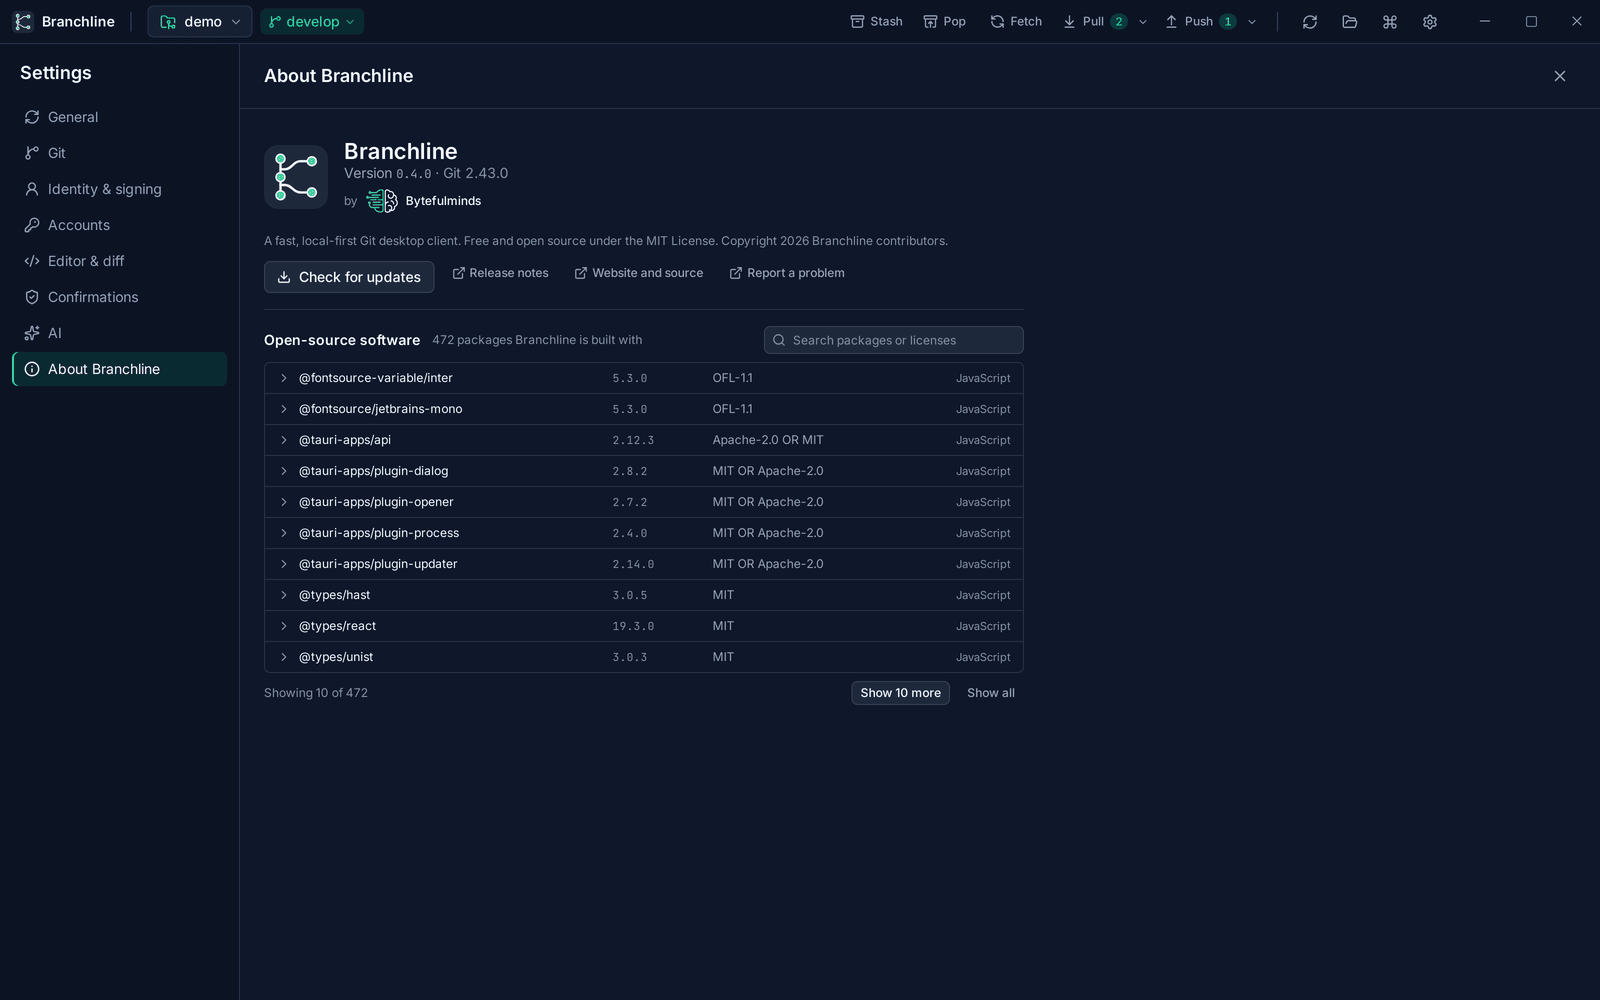 Branchline
demo
develop
Stash
Pop
Fetch
Pull 2
Push 1
Settings
General
Git
Identity & signing
Accounts
Editor & diff
Confirmations
AI
About Branchline
About Branchline
Branchline
Version 0.4.0 · Git 2.43.0
by Bytefulminds
A fast, local-first Git desktop client. Free and open source under the MIT License. Copyright 2026 Branchline contributors.
Check for updates
Release notes
Website and source
Report a problem
Open-source software 472 packages Branchline is built with
Search packages or licenses
@fontsource-variable/inter 5.3.0 OFL-1.1 JavaScript
@fontsource/jetbrains-mono 5.3.0 OFL-1.1 JavaScript
@tauri-apps/api 2.12.3 Apache-2.0 OR MIT JavaScript
@tauri-apps/plugin-dialog 2.8.2 MIT OR Apache-2.0 JavaScript
@tauri-apps/plugin-opener 2.7.2 MIT OR Apache-2.0 JavaScript
@tauri-apps/plugin-process 2.4.0 MIT OR Apache-2.0 JavaScript
@tauri-apps/plugin-updater 2.14.0 MIT OR Apache-2.0 JavaScript
@types/hast 3.0.5 MIT JavaScript
@types/react 19.3.0 MIT JavaScript
@types/unist 3.0.3 MIT JavaScript
Showing 10 of 472
Show 10 more
Show all